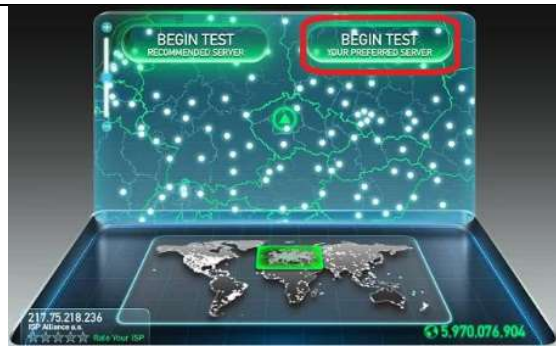 BEGIN TEST
RECOMMENDED SERVER
BEGIN TEST
YOUR PREFERRED SERVER
217.75.218.236
ISP Alliance a.s.
Rate Your ISP
5,970,076,904